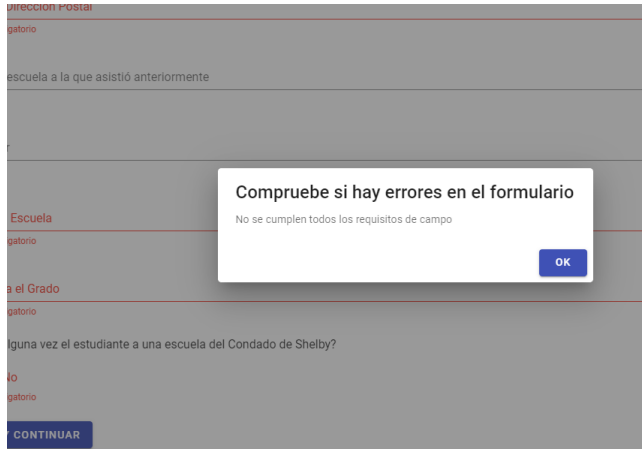 Dirección Postal
gatorio
escuela a la que asistió anteriormente
r
Compruebe si hay errores en el formulario
No se cumplen todos los requisitos de campo
OK
Escuela
gatorio
a el Grado
gatorio
lguna vez el estudiante a una escuela del Condado de Shelby?
No
gatorio
Y CONTINUAR